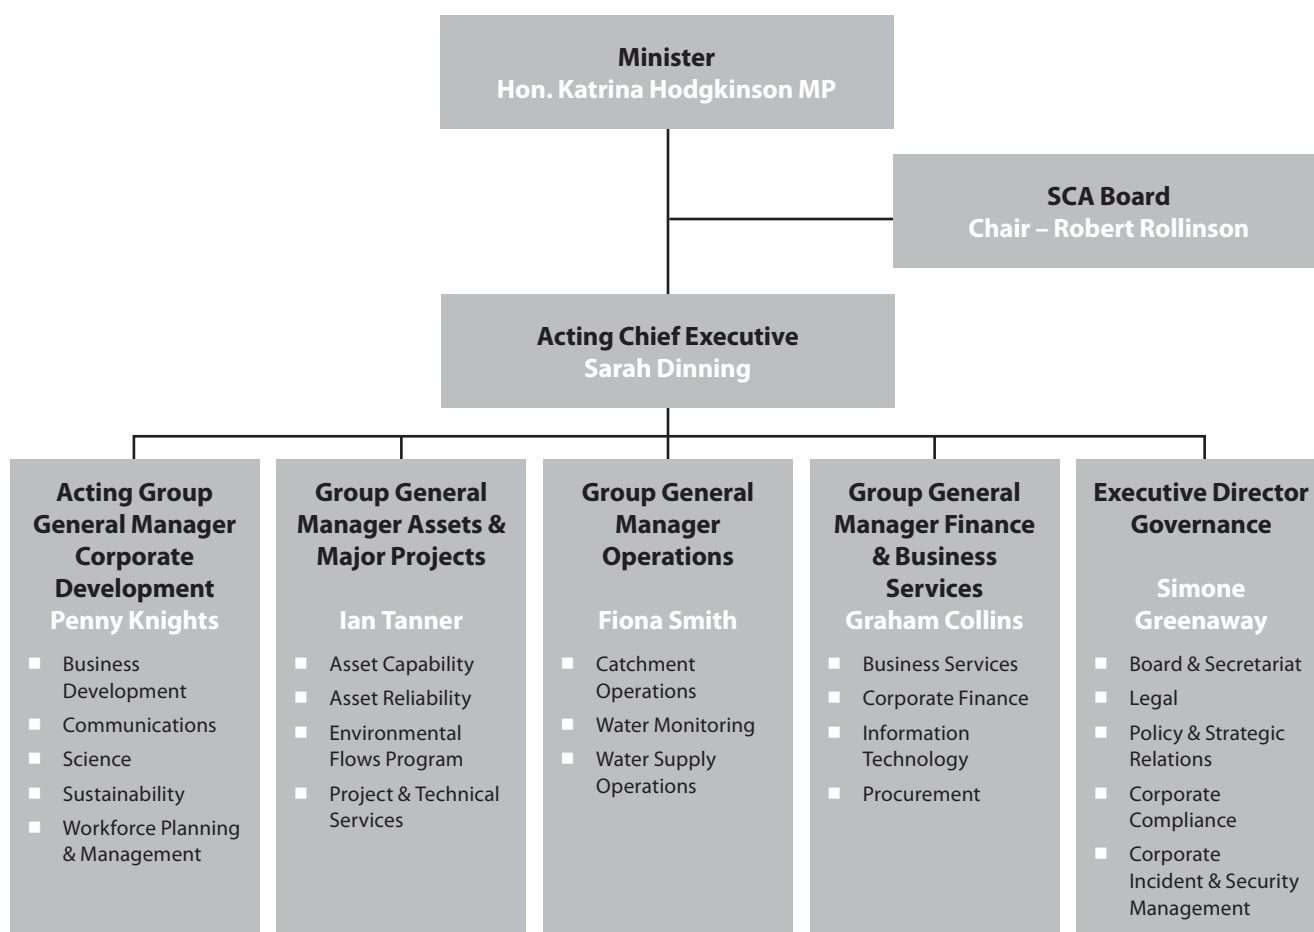 Minister
Hon. Katrina Hodgkinson MP
SCA Board
Chair – Robert Rollinson
Acting Chief Executive
Sarah Dinning
Acting Group
General Manager
Corporate
Development
Penny Knights
Business
Development
Communications
Science
Sustainability
Workforce Planning
& Management
Group General
Manager Assets &
Major Projects
Ian Tanner
Asset Capability
Asset Reliability
Environmental
Flows Program
Project & Technical
Services
Group General
Manager
Operations
Fiona Smith
Catchment
Operations
Water Monitoring
Water Supply
Operations
Group General
Manager Finance
& Business
Services
Graham Collins
Business Services
Corporate Finance
Information
Technology
Procurement
Executive Director
Governance
Simone
Greenaway
Board & Secretariat
Legal
Policy & Strategic
Relations
Corporate
Compliance
Corporate
Incident & Security
Management